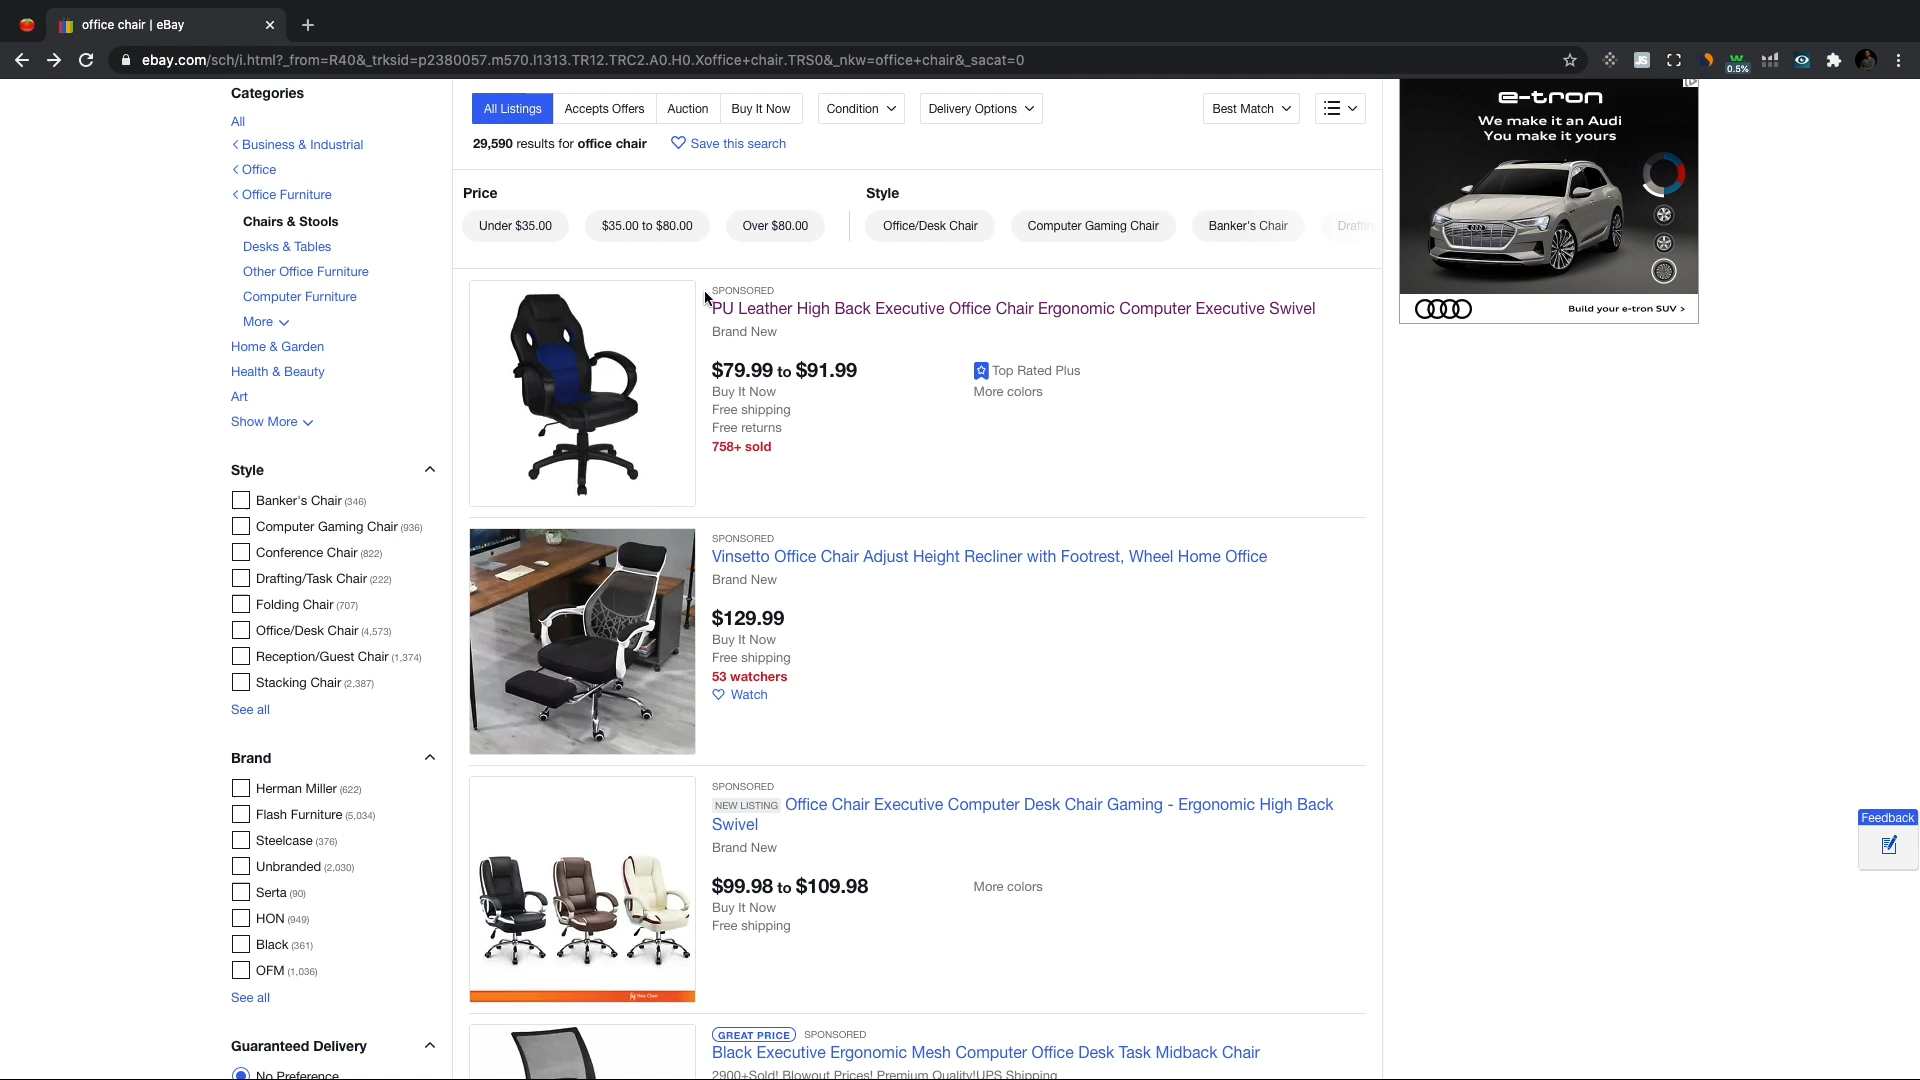 office chair | eBay
ebay.com/sch/i.html?_from=R40&_trksid=p2380057.m570.l1313.TR12.TRC2.A0.H0.Xoffice+chair.TRS0&_nkw=office+chair&_sacat=0
0.5%
Categories
All
Business & Industrial
Office
Office Furniture
Chairs & Stools
Desks & Tables
Other Office Furniture
Computer Furniture
More
Home & Garden
Health & Beauty
Art
Show More
Style
Banker's Chair (346)
Computer Gaming Chair (936)
Conference Chair (822)
Drafting/Task Chair (222)
Folding Chair (707)
Office/Desk Chair (4,573)
Reception/Guest Chair (1,374)
Stacking Chair (2,387)
See all
Brand
Herman Miller (622)
Flash Furniture (5,034)
Steelcase (376)
Unbranded (2,030)
Serta (90)
HON (949)
Black (361)
OFM (1,036)
See all
Guaranteed Delivery
No Preference
All Listings Accepts Offers Auction Buy It Now Condition Delivery Options Best Match
29,590 results for office chair Save this search
Price Style
Under $35.00 $35.00 to $80.00 Over $80.00 Office/Desk Chair Computer Gaming Chair Banker's Chair Drafting
SPONSORED
PU Leather High Back Executive Office Chair Ergonomic Computer Executive Swivel
Brand New
$79.99 to $91.99 Top Rated Plus
Buy It Now More colors
Free shipping
Free returns
758+ sold
SPONSORED
Vinsetto Office Chair Adjust Height Recliner with Footrest, Wheel Home Office
Brand New
$129.99
Buy It Now
Free shipping
53 watchers
Watch
SPONSORED
NEW LISTING Office Chair Executive Computer Desk Chair Gaming - Ergonomic High Back
Swivel
Brand New
$99.98 to $109.98 More colors
Buy It Now
Free shipping
GREAT PRICE SPONSORED
Black Executive Ergonomic Mesh Computer Office Desk Task Midback Chair
2900+Sold! Blowout Prices! Premium Quality!UPS Shipping
e-tron
We make it an Audi
You make it yours
Build your e-tron SUV >
Feedback